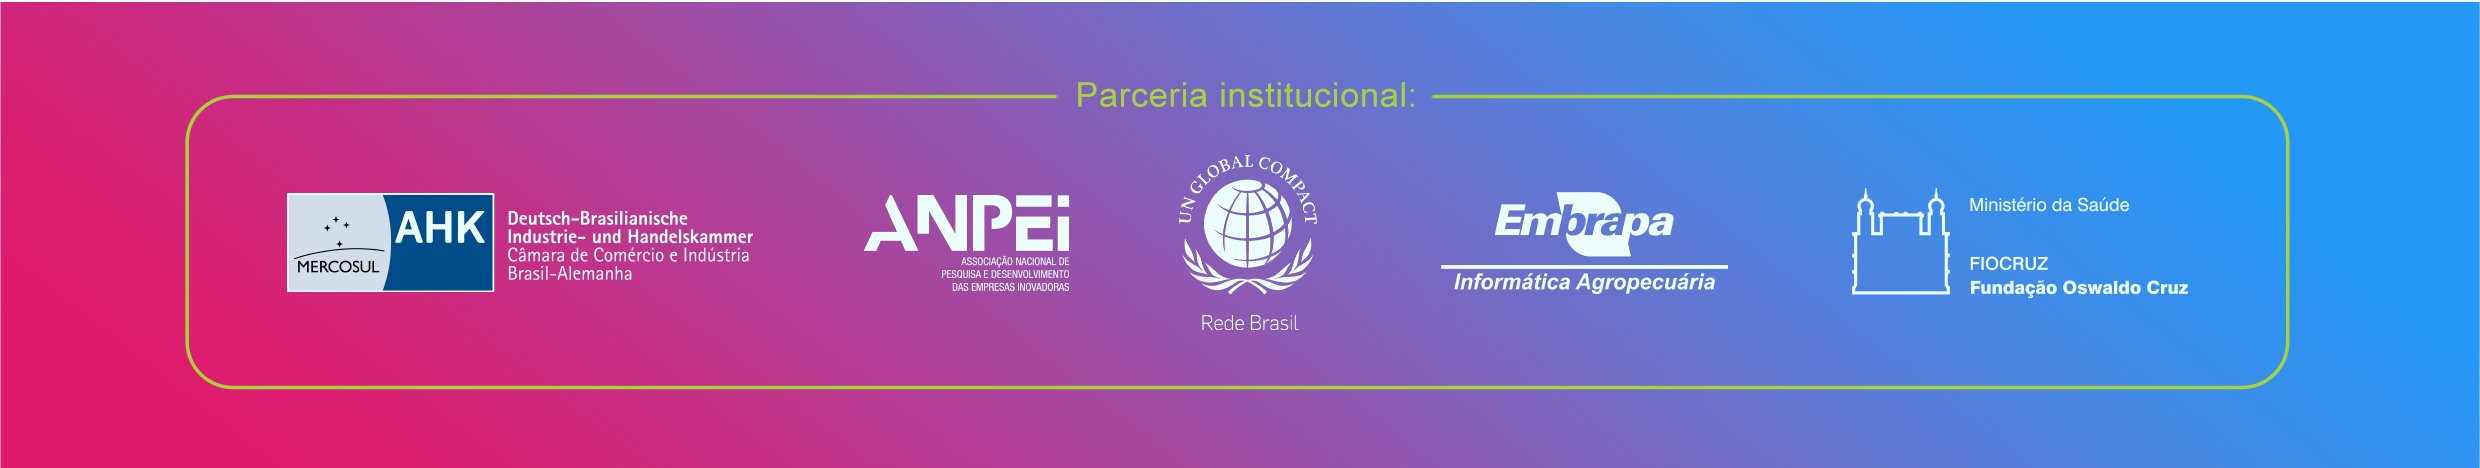 Parceria institucional:
MERCOSUL
AHK
Deutsch-Brasilianische
Industrie- und Handelskammer
Câmara de Comércio e Indústria
Brasil-Alemanha
ANPEi
ASSOCIAÇÃO NACIONAL DE
PESQUISA E DESENVOLVIMENTO
DAS EMPRESAS INOVADORAS
UN GLOBAL COMPACT
Rede Brasil
Embrapa
Informática Agropecuária
Ministério da Saúde
FIOCRUZ
Fundação Oswaldo Cruz